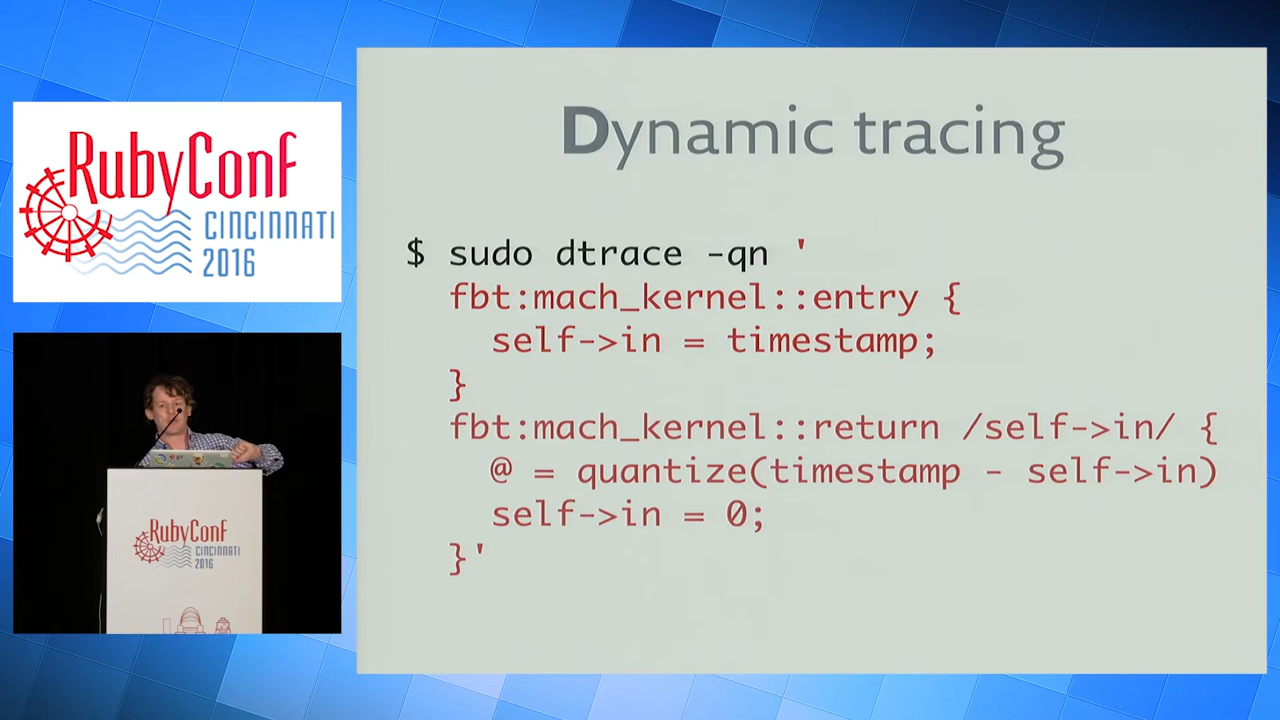 RubyConf
CINCINNATI
2016
RubyConf
CINCINNATI
2016
Dynamic tracing
$ sudo dtrace -qn '
fbt:mach_kernel::entry {
self->in = timestamp;
}
fbt:mach_kernel::return /self->in/ {
@ = quantize(timestamp - self->in)
self->in = 0;
}'